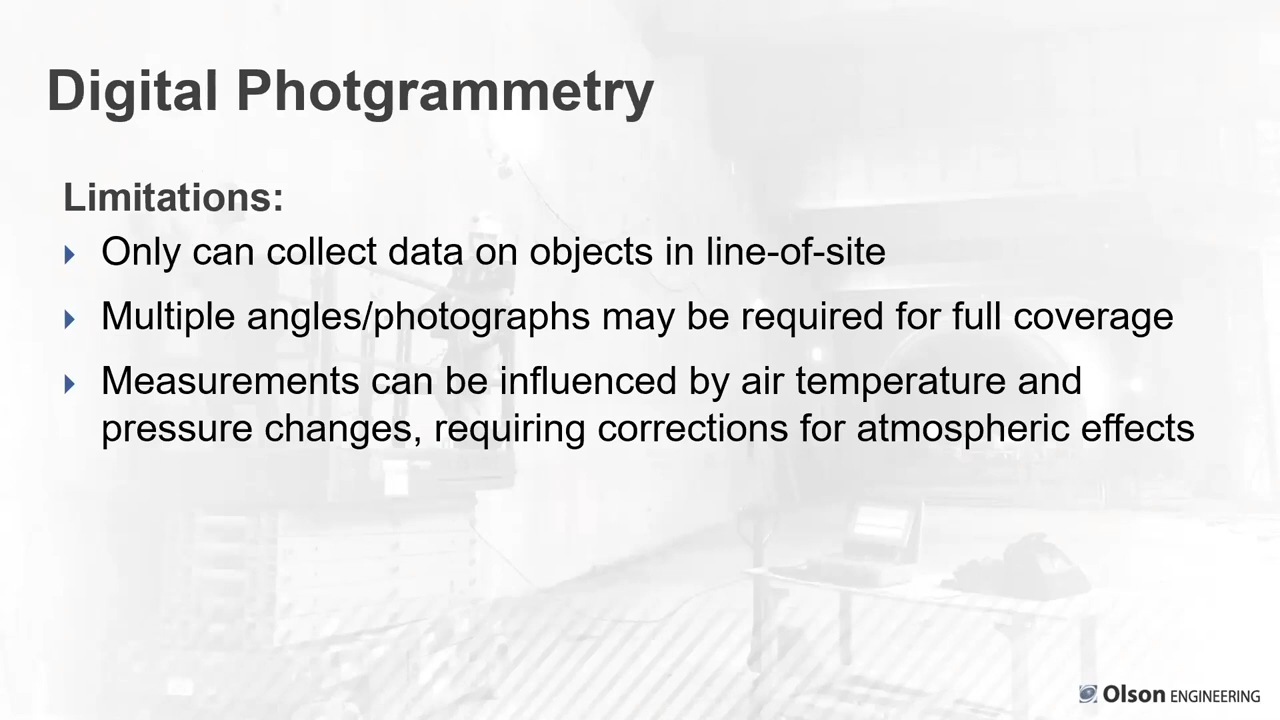 Digital Photgrammetry
Limitations:
Only can collect data on objects in line-of-site
Multiple angles/photographs may be required for full coverage
Measurements can be influenced by air temperature and
pressure changes, requiring corrections for atmospheric effects
Olson ENGINEERING